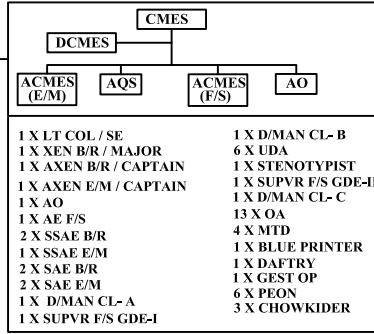 CMES
DCMES
ACMES
(E/M)
AQS
ACMES
(F/S)
AO
1 X LT COL / SE
1 X XEN B/R / MAJOR
1 X AXEN B/R / CAPTAIN
1 X AXEN E/M / CAPTAIN
1 X AO
1 X AE F/S
2 X SSAE B/R
1 X SSAE E/M
2 X SAE B/R
2 X SAE E/M
1 X D/MAN CL- A
1 X SUPVR F/S GDE-I
1 X D/MAN CL- B
6 X UDA
1 X STENOTYPIST
1 X SUPVR F/S GDE-II
1 X D/MAN CL- C
13 X OA
4 X MTD
1 X BLUE PRINTER
1 X DAFTRY
1 X GEST OP
6 X PEON
3 X CHOWKIDER